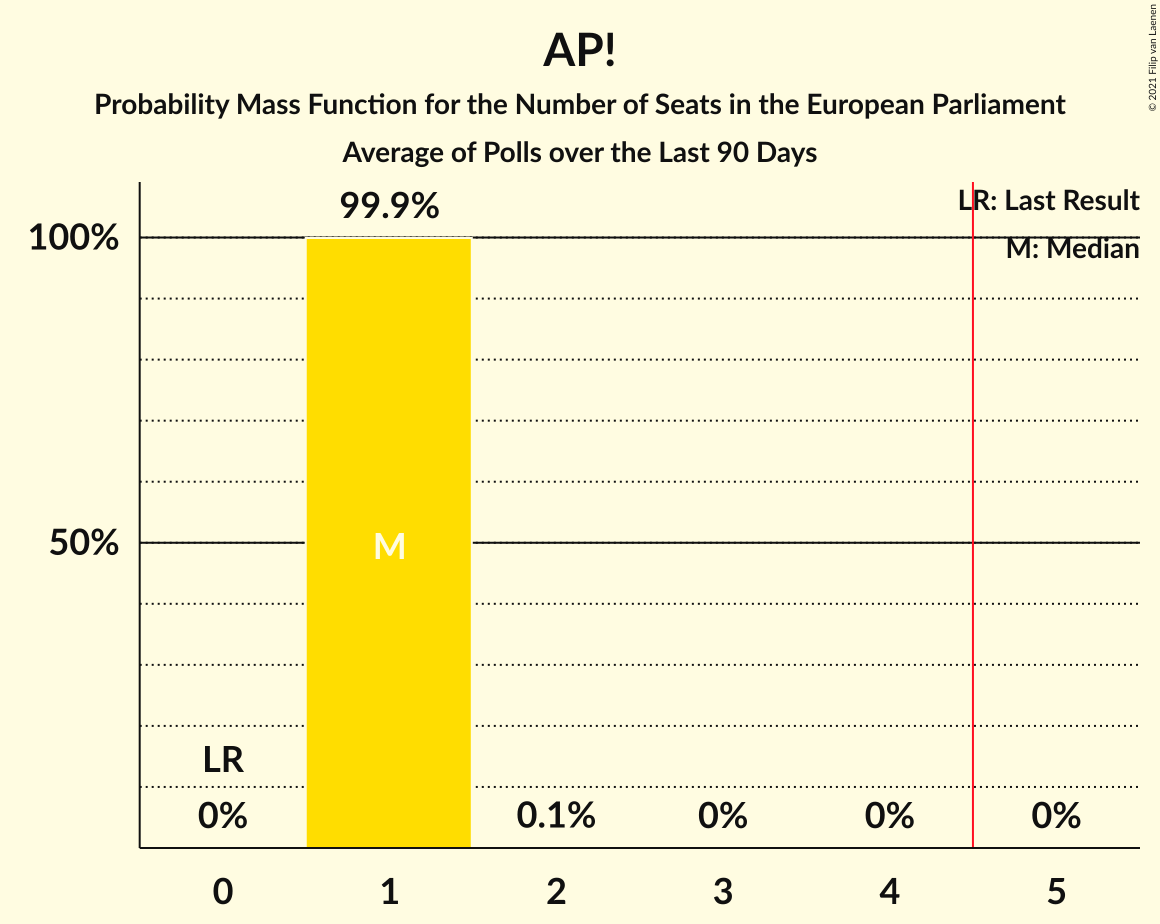 AP!
Probability Mass Function for the Number of Seats in the European Parliament
Average of Polls over the Last 90 Days
© 2021 Filip van Laenen
LR: Last Result
M: Median
99.9%
100%
50%
M
LR
0%
0.1%
0%
0%
0%
0 1 2 3 4 5